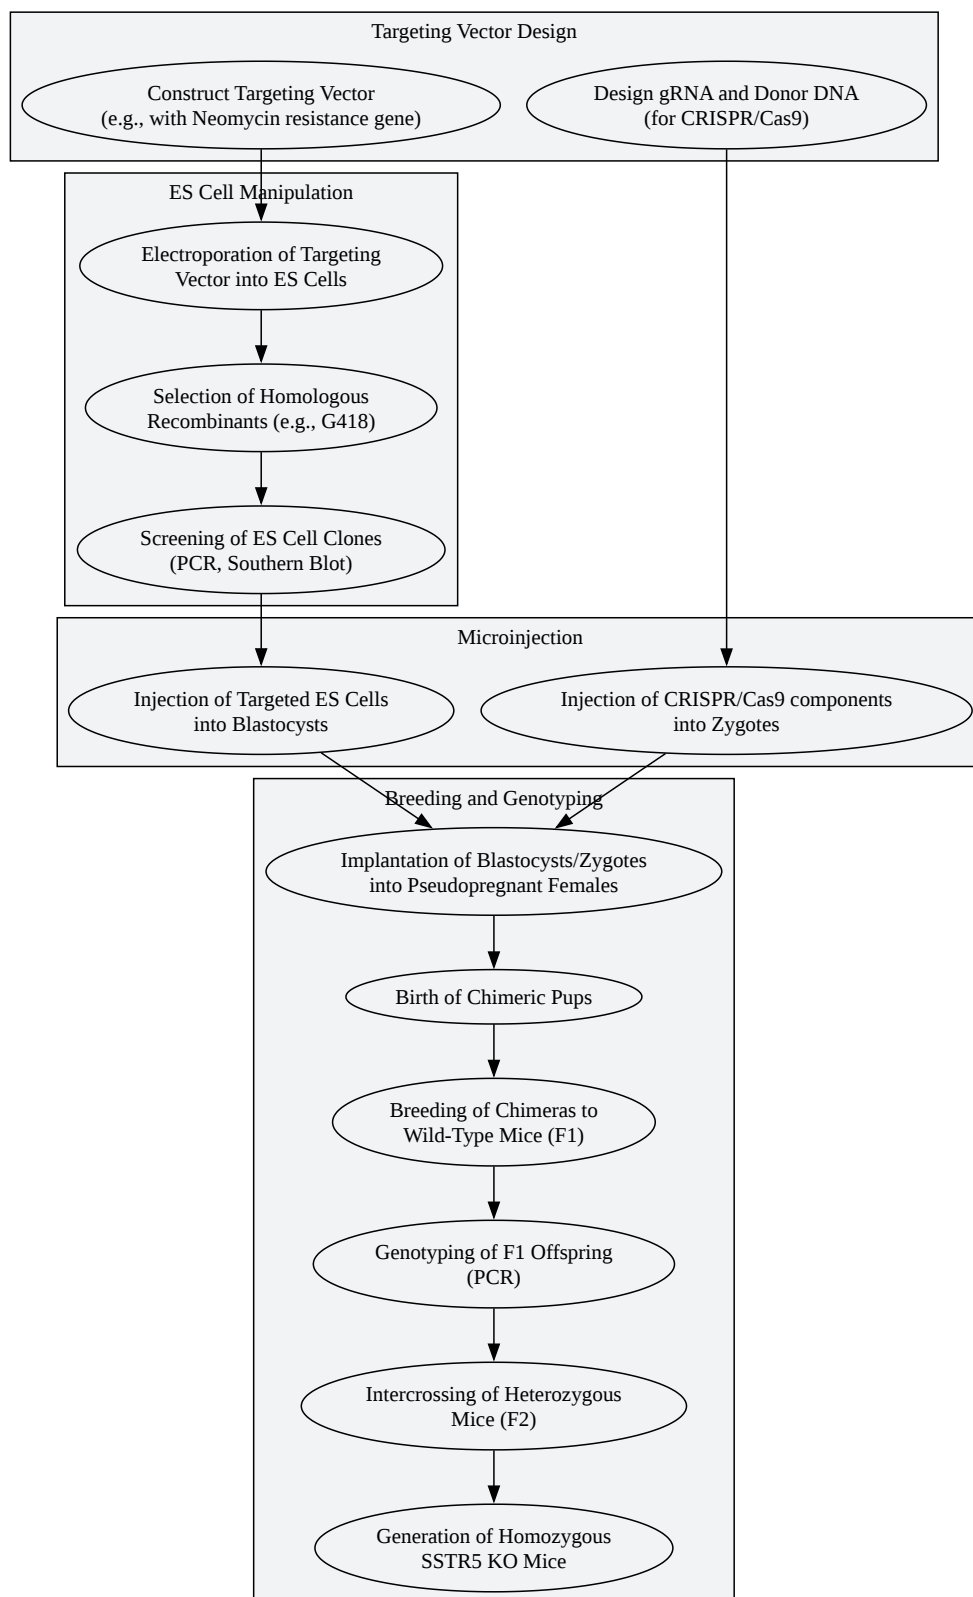 Targeting Vector Design
Construct Targeting Vector
(e.g., with Neomycin resistance gene)
Design gRNA and Donor DNA
(for CRISPR/Cas9)
ES Cell Manipulation
Electroporation of Targeting
Vector into ES Cells
Selection of Homologous
Recombinants (e.g., G418)
Screening of ES Cell Clones
(PCR, Southern Blot)
Microinjection
Injection of Targeted ES Cells
into Blastocysts
Injection of CRISPR/Cas9 components
into Zygotes
Breeding and Genotyping
Implantation of Blastocysts/Zygotes
into Pseudopregnant Females
Birth of Chimeric Pups
Breeding of Chimeras to
Wild-Type Mice (F1)
Genotyping of F1 Offspring
(PCR)
Intercrossing of Heterozygous
Mice (F2)
Generation of Homozygous
SSTR5 KO Mice